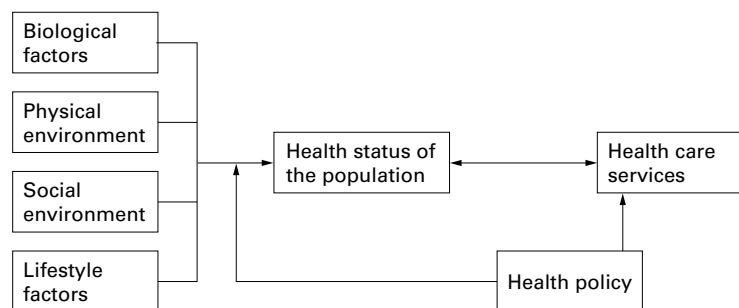 Biological
factors
Physical
environment
Social
environment
Lifestyle
factors
Health status of
the population
Health care
services
Health policy